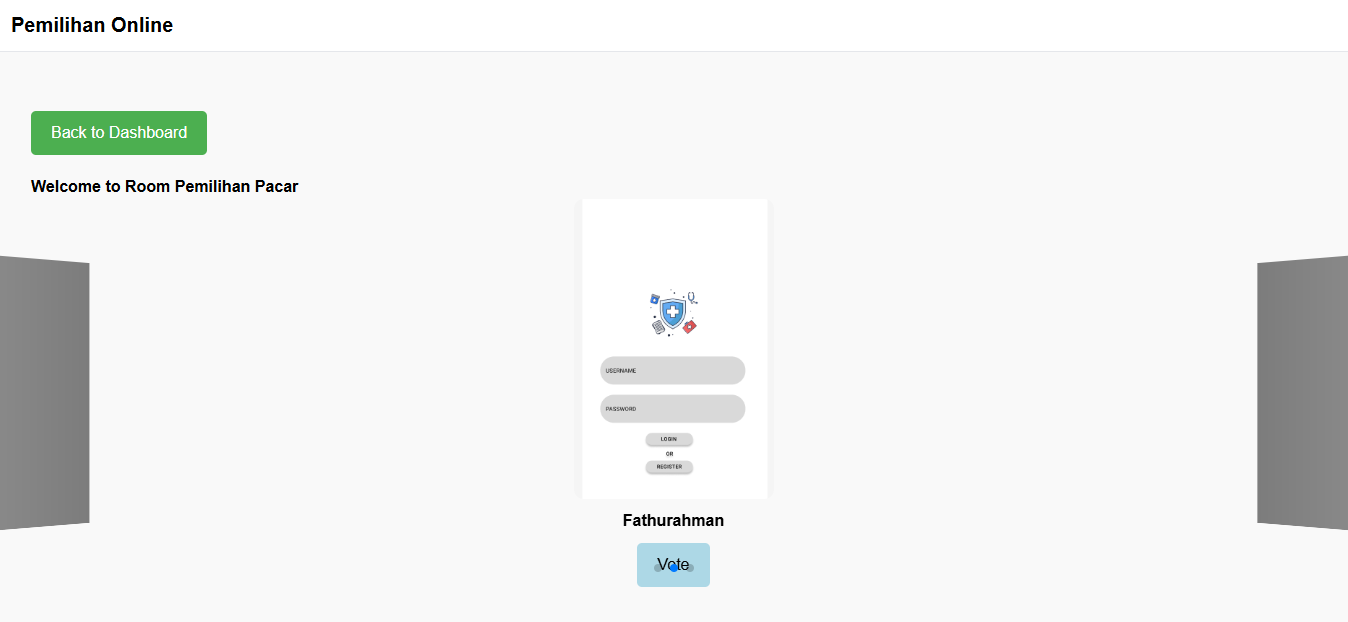 Pemilihan Online
Back to Dashboard
Welcome to Room Pemilihan Pacar
USERNAME
PASSWORD
LOGIN
OR
REGISTER
Fathurahman
Vote